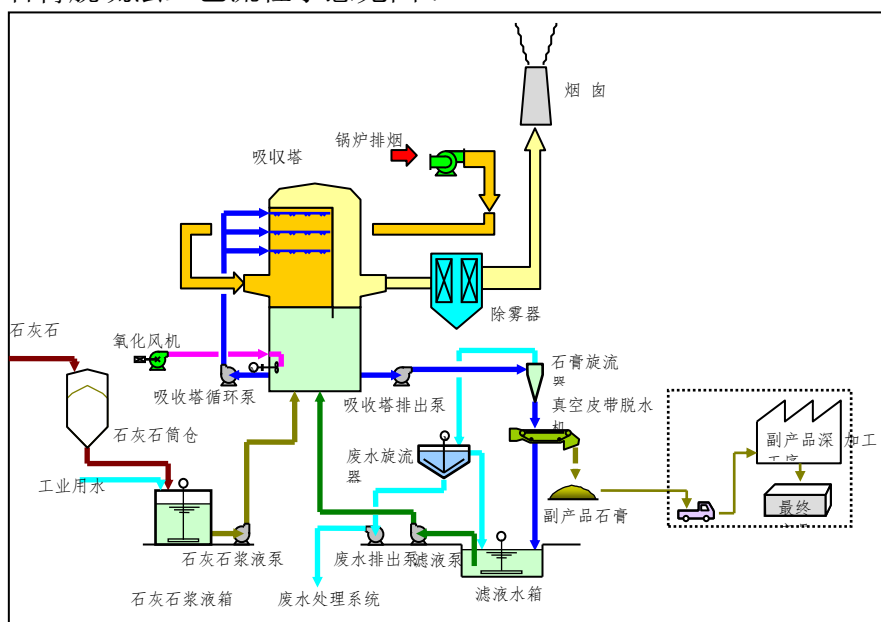 烟 囱
锅炉排烟
吸收塔
除雾器
石灰石
氧化风机
石膏旋流
器
吸收塔循环泵
吸收塔排出泵
真空皮带脱水
机
石灰石筒仓
副产品深 加工
工序
废水旋流
器
工业用水
最终
副产品石膏
石灰石浆液泵
废水排出泵
滤液泵
石灰石浆液箱
废水处理系统
滤液水箱